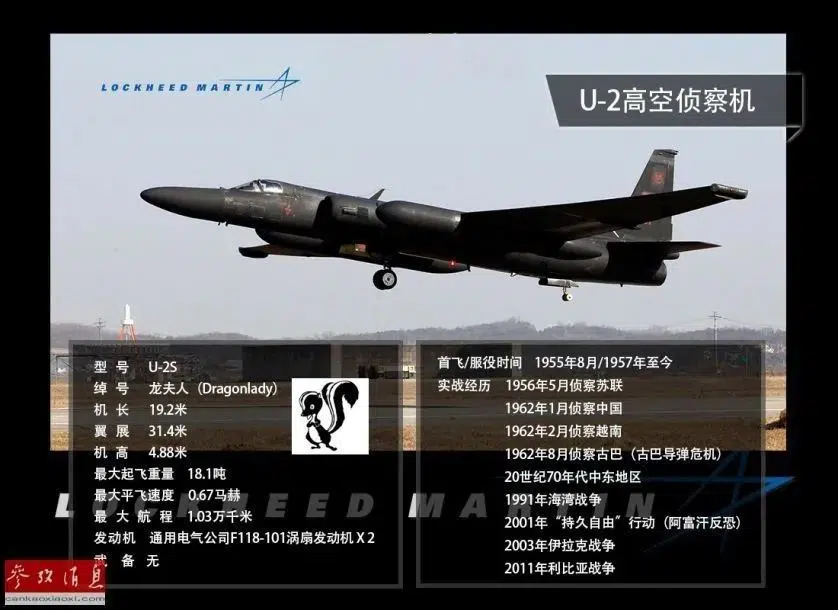 LOCKHEED MARTIN
U-2高空侦察机
型 号 U-2S
绰 号 龙夫人（Dragonlady）
机 长 19.2米
翼 展 31.4米
机 高 4.88米
最大起飞重量 18.1吨
最大平飞速度 0.67马赫
最 大 航 程 1.03万千米
发动机 通用电气公司F118-101涡扇发动机 X 2
武 备 无
首飞/服役时间 1955年8月/1957年至今
实战经历 1956年5月侦察苏联
1962年1月侦察中国
1962年2月侦察越南
1962年8月侦察古巴（古巴导弹危机）
20世纪70年代中东地区
1991年海湾战争
2001年“持久自由”行动（阿富汗反恐）
2003年伊拉克战争
2011年利比亚战争
LOCKHEED MARTIN
参考消息
cankaoxiaoxi.com